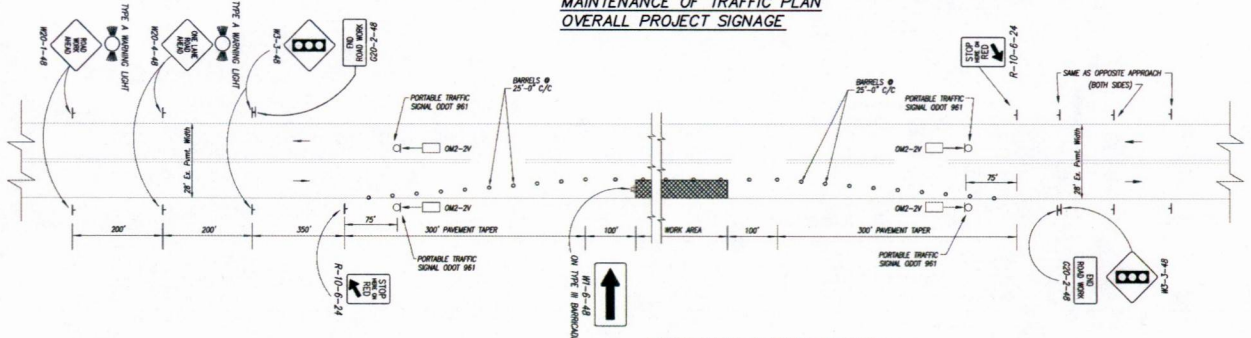 MAINTENANCE OF TRAFFIC PLAN
OVERALL PROJECT SIGNAGE
W20-1-48
ROAD
WORK
AHEAD
TYPE A WARNING LIGHT
W20-4-48
ONE LANE
ROAD
AHEAD
TYPE A WARNING LIGHT
W3-3-48
END
ROAD WORK
G20-2-48
28' Ex. Pvmt. Width
PORTABLE TRAFFIC
SIGNAL ODOT 961
OM2-2V
BARRELS @
25'-0" C/C
BARRELS @
25'-0" C/C
PORTABLE TRAFFIC
SIGNAL ODOT 961
OM2-2V
STOP
HERE ON
RED
R-10-6-24
SAME AS OPPOSITE APPROACH
(BOTH SIDES)
28' Ex. Pvmt. Width
75'
OM2-2V
OM2-2V
200'
200'
350'
75'
300' PAVEMENT TAPER
100'
WORK AREA
100'
300' PAVEMENT TAPER
PORTABLE TRAFFIC
SIGNAL ODOT 961
R-10-6-24
STOP
HERE ON
RED
ON TYPE III BARRICADE
W1-6-48
PORTABLE TRAFFIC
SIGNAL ODOT 961
G20-2-48
END
ROAD WORK
W3-3-48